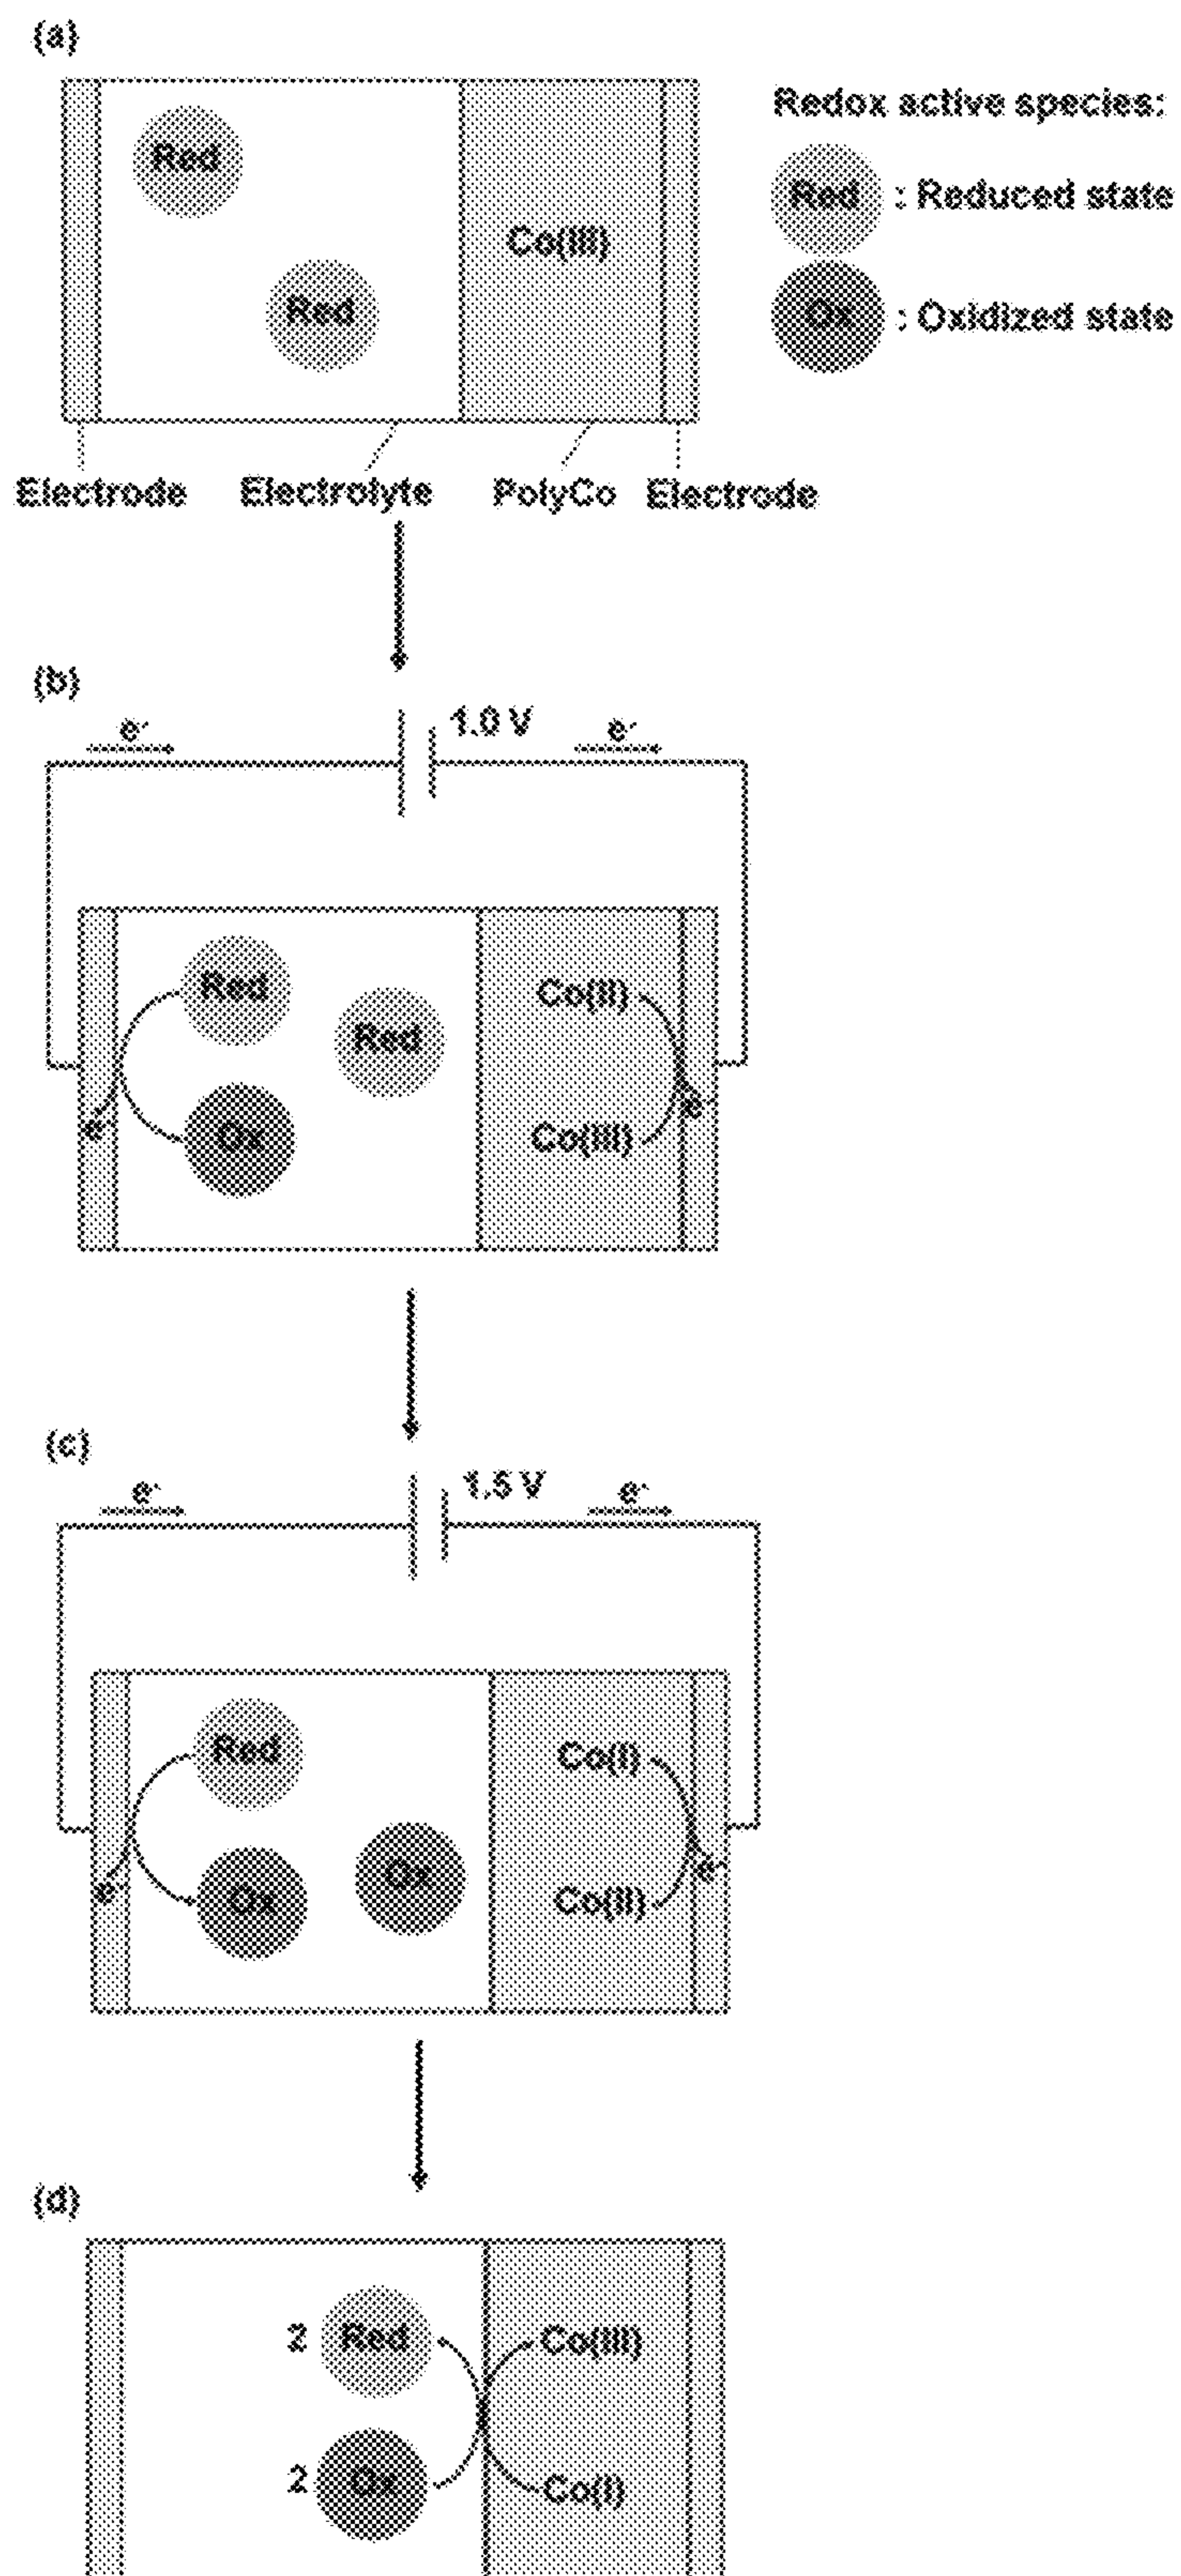 (a)
Redox active species:
Red
Red : Reduced state
Co(III)
Red
Ox : Oxidized state
Electrode Electrolyte PolyCo Electrode
(b)
e- 1.0 V e-
Red Co(II)
Red
e- e-
Ox Co(III)
(c)
e- 1.5 V e-
Red Co(I)
Ox
e- e-
Ox Co(II)
(d)
2 Red Co(III)
2 Ox Co(I)